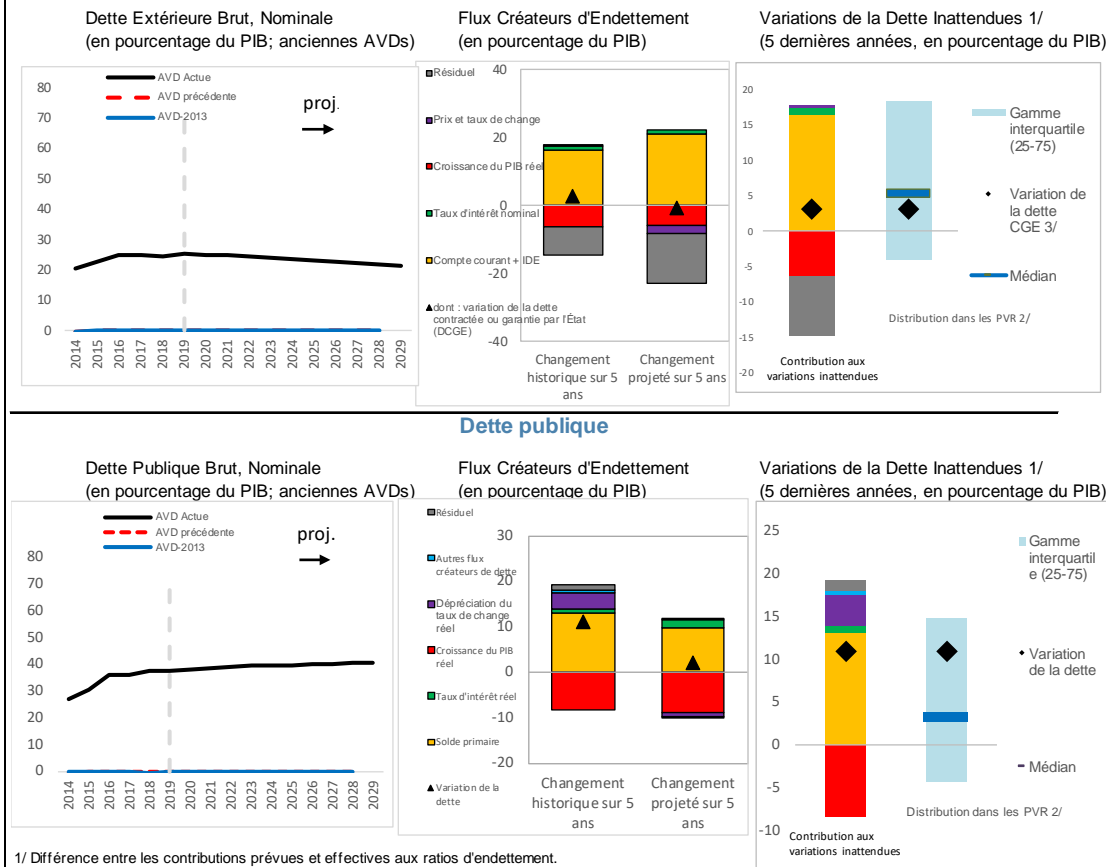 Dette Extérieure Brut, Nominale
(en pourcentage du PIB; anciennes AVDs)
AVD Actue
AVD précédente
AVD-2013
proj.
80
70
60
50
40
30
20
10
0
2014
2015
2016
2017
2018
2019
2020
2021
2022
2023
2024
2025
2026
2027
2028
2029
Flux Créateurs d'Endettement
(en pourcentage du PIB)
Résiduel
Prix et taux de change
Croissance du PIB réel
Taux d'intérêt nominal
Compte courant + IDE
dont : variation de la dette
contractée ou garantie par l'État
(DCGE)
40
20
0
-20
-40
Changement
historique sur 5
ans
Changement
projeté sur 5 ans
Variations de la Dette Inattendues 1/
(5 dernières années, en pourcentage du PIB)
20
15
10
5
0
-5
-10
-15
-20
Gamme
interquartile
(25-75)
Variation de
la dette
CGE 3/
Médian
Distribution dans les PVR 2/
Contribution aux
variations inattendues
Dette publique
Dette Publique Brut, Nominale
(en pourcentage du PIB; anciennes AVDs)
AVD Actue
AVD précédente
AVD-2013
proj.
80
70
60
50
40
30
20
10
0
2014
2015
2016
2017
2018
2019
2020
2021
2022
2023
2024
2025
2026
2027
2028
2029
Flux Créateurs d'Endettement
(en pourcentage du PIB)
Résiduel
Autres flux
créateurs de dette
Dépréciation du
taux de change
réel
Croissance du PIB
réel
Taux d'intérêt réel
Solde primaire
Variation de la
dette
30
20
10
0
-10
-20
Changement
historique sur 5
ans
Changement
projeté sur 5
ans
Variations de la Dette Inattendues 1/
(5 dernières années, en pourcentage du PIB)
25
20
15
10
5
0
-5
-10
Gamme
interquartil
e (25-75)
Variation
de la dette
Médian
Distribution dans les PVR 2/
Contribution aux
variations inattendues
1/ Différence entre les contributions prévues et effectives aux ratios d'endettement.